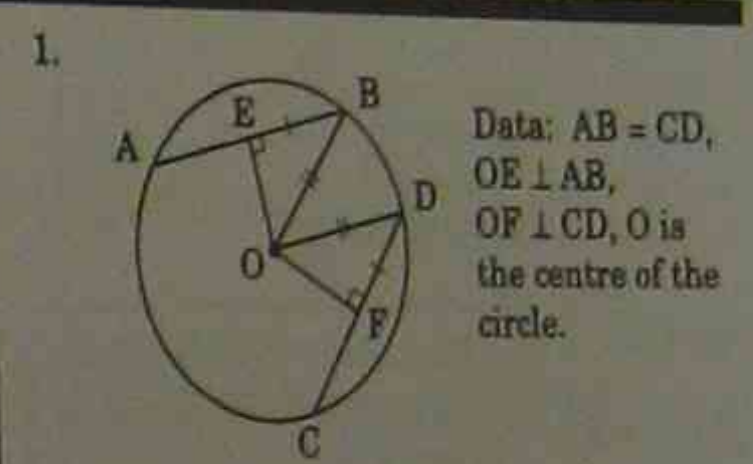 1.
A
E
B
D
O
F
C
Data: AB = CD,
OE ⊥ AB,
OF ⊥ CD, O is
the centre of the
circle.